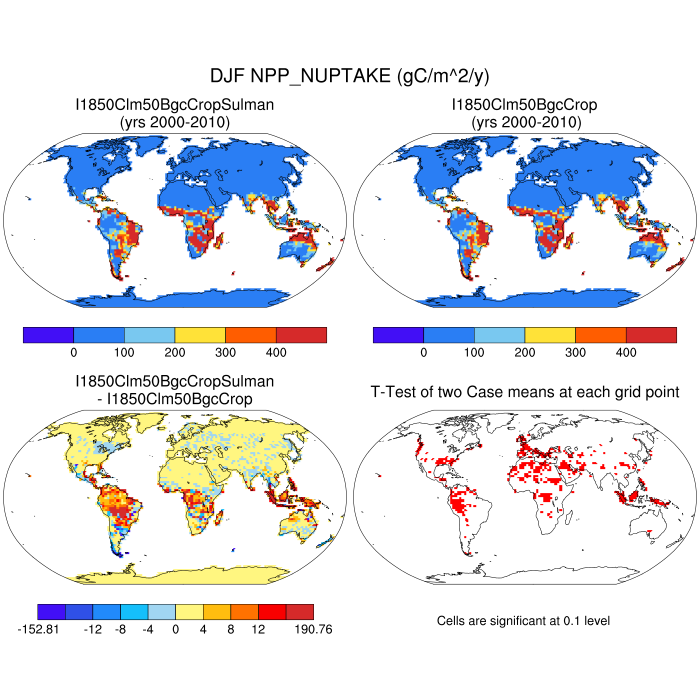 DJF NPP_NUPTAKE (gC/m^2/y)
I1850Clm50BgcCropSulman
(yrs 2000-2010)
I1850Clm50BgcCrop
(yrs 2000-2010)
0 100 200 300 400
0 100 200 300 400
I1850Clm50BgcCropSulman
- I1850Clm50BgcCrop
T-Test of two Case means at each grid point
-152.81 -12 -8 -4 0 4 8 12 190.76
Cells are significant at 0.1 level